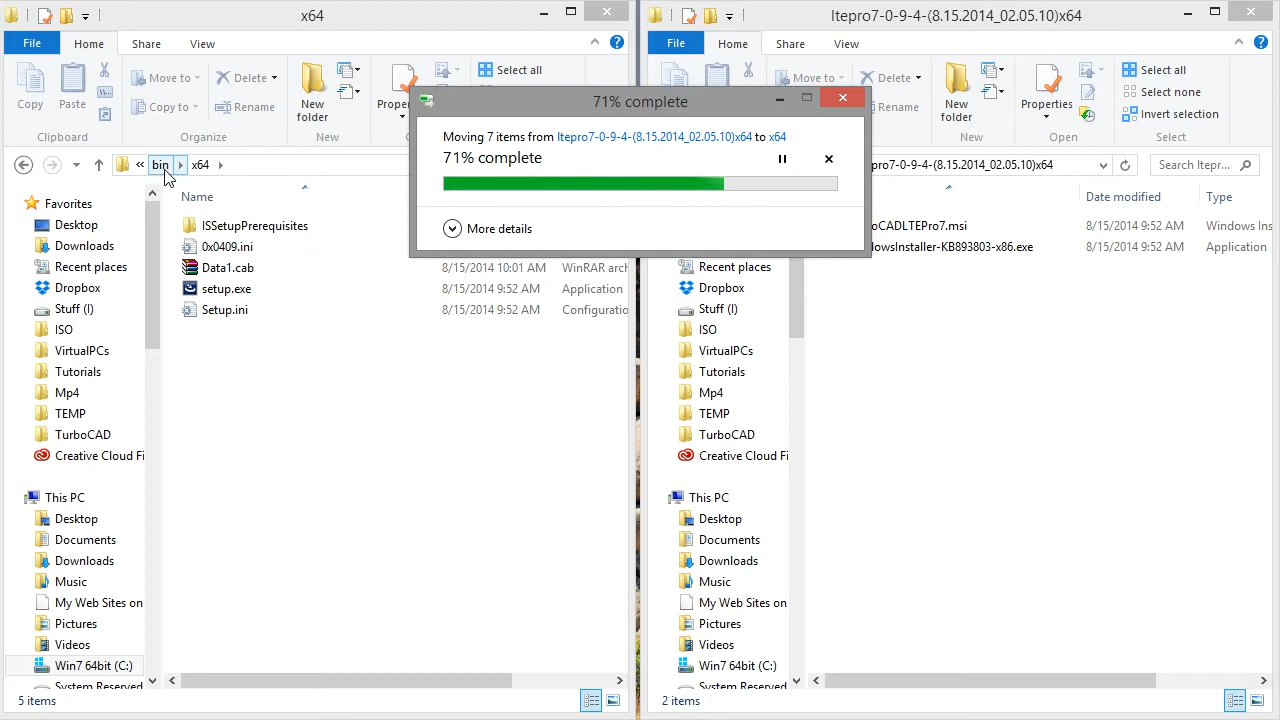 x64
File
Home
Share
View
Copy
Paste
Clipboard
Move to
Copy to
Delete
Rename
Organize
New folder
New
Select all
« bin
x64
Name
Favorites
Desktop
Downloads
Recent places
Dropbox
Stuff (I)
ISO
VirtualPCs
Tutorials
Mp4
TEMP
TurboCAD
Creative Cloud Fi
This PC
Desktop
Documents
Downloads
Music
My Web Sites on
Pictures
Videos
Win7 64bit (C:)
System Reserved
ISSetupPrerequisites
0x0409.ini
Data1.cab 8/15/2014 10:01 AM WinRAR arch
setup.exe 8/15/2014 9:52 AM Application
Setup.ini 8/15/2014 9:52 AM Configuratio
5 items
71% complete
Moving 7 items from ltepro7-0-9-4-(8.15.2014_02.05.10)x64 to x64
71% complete
More details
ltepro7-0-9-4-(8.15.2014_02.05.10)x64
File
Home
Share
View
Move to
Delete
Rename
New folder
New
Properties
Open
Select all
Select none
Invert selection
Select
pro7-0-9-4-(8.15.2014_02.05.10)x64
Search ltepr...
Date modified
Type
oCADLTEPro7.msi 8/15/2014 9:52 AM Windows Ins
owsInstaller-KB893803-x86.exe 8/15/2014 9:52 AM Application
Recent places
Dropbox
Stuff (I)
ISO
VirtualPCs
Tutorials
Mp4
TEMP
TurboCAD
Creative Cloud Fi
This PC
Desktop
Documents
Downloads
Music
My Web Sites on
Pictures
Videos
Win7 64bit (C:)
System Reserved
2 items